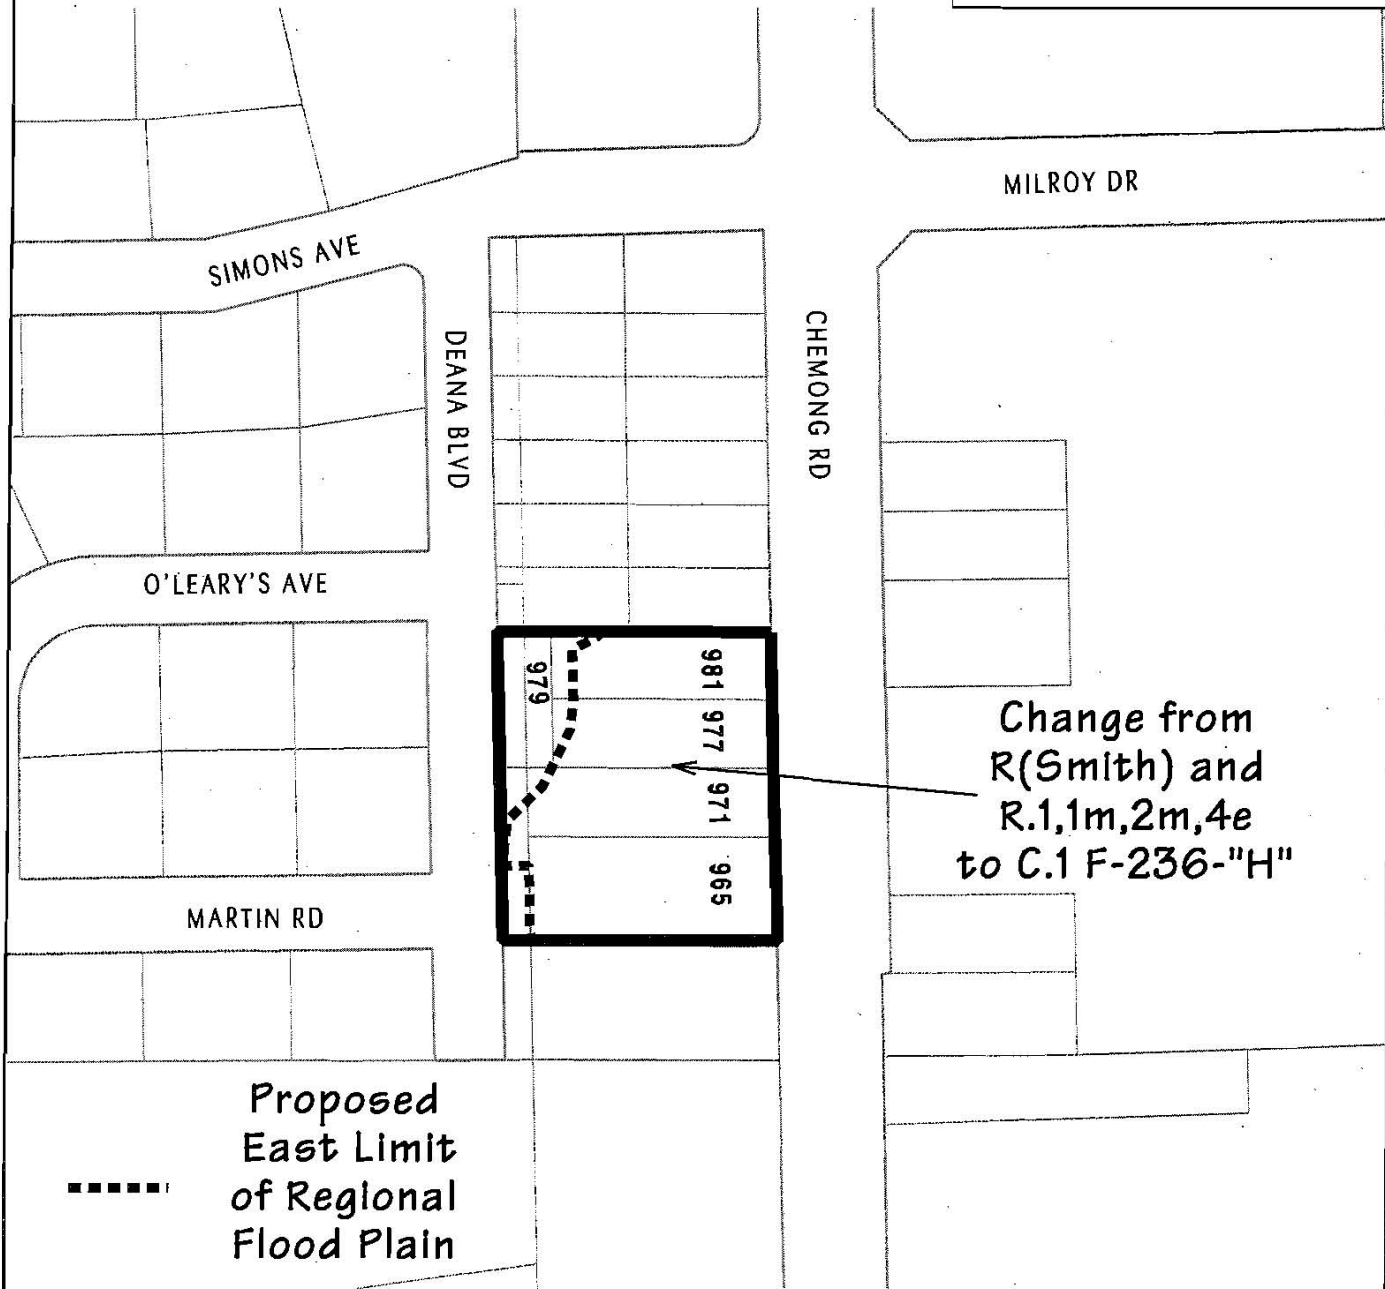 MILROY DR
SIMONS AVE
DEANA BLVD
CHEMONG RD
O'LEARY'S AVE
979
981
977
971
965
Change from
R(Smith) and
R.1,1m,2m,4e
to C.1 F-236-"H"
MARTIN RD
Proposed
East Limit
of Regional
Flood Plain